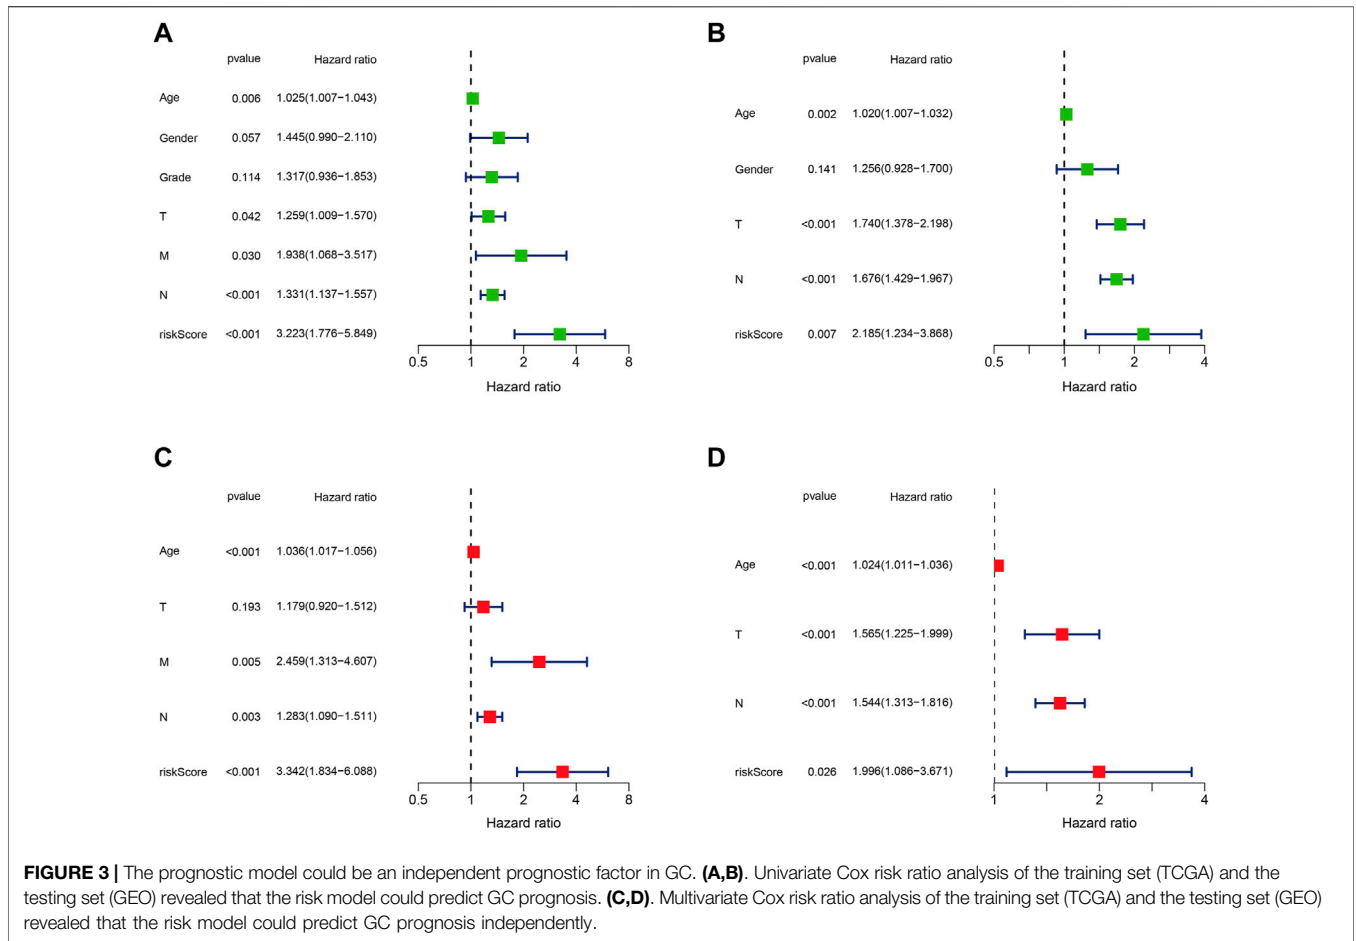 A
pvalue Hazard ratio
Age 0.006 1.025(1.007−1.043)
Gender 0.057 1.445(0.990−2.110)
Grade 0.114 1.317(0.936−1.853)
T 0.042 1.259(1.009−1.570)
M 0.030 1.938(1.068−3.517)
N <0.001 1.331(1.137−1.557)
riskScore <0.001 3.223(1.776−5.849)
0.5 1 2 4 8
Hazard ratio
B
pvalue Hazard ratio
Age 0.002 1.020(1.007−1.032)
Gender 0.141 1.256(0.928−1.700)
T <0.001 1.740(1.378−2.198)
N <0.001 1.676(1.429−1.967)
riskScore 0.007 2.185(1.234−3.868)
0.5 1 2 4
Hazard ratio
C
pvalue Hazard ratio
Age <0.001 1.036(1.017−1.056)
T 0.193 1.179(0.920−1.512)
M 0.005 2.459(1.313−4.607)
N 0.003 1.283(1.090−1.511)
riskScore <0.001 3.342(1.834−6.088)
0.5 1 2 4 8
Hazard ratio
D
pvalue Hazard ratio
Age <0.001 1.024(1.011−1.036)
T <0.001 1.565(1.225−1.999)
N <0.001 1.544(1.313−1.816)
riskScore 0.026 1.996(1.086−3.671)
1 2 4
Hazard ratio
FIGURE 3 | The prognostic model could be an independent prognostic factor in GC. (A,B). Univariate Cox risk ratio analysis of the training set (TCGA) and the
testing set (GEO) revealed that the risk model could predict GC prognosis. (C,D). Multivariate Cox risk ratio analysis of the training set (TCGA) and the testing set (GEO)
revealed that the risk model could predict GC prognosis independently.